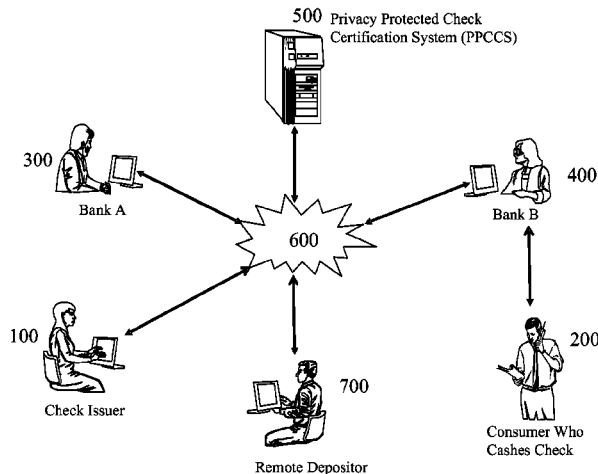 500 Privacy Protected Check
Certification System (PPCCS)
300
Bank A
400
Bank B
600
100
Check Issuer
700
Remote Depositor
200
Consumer Who
Cashes Check